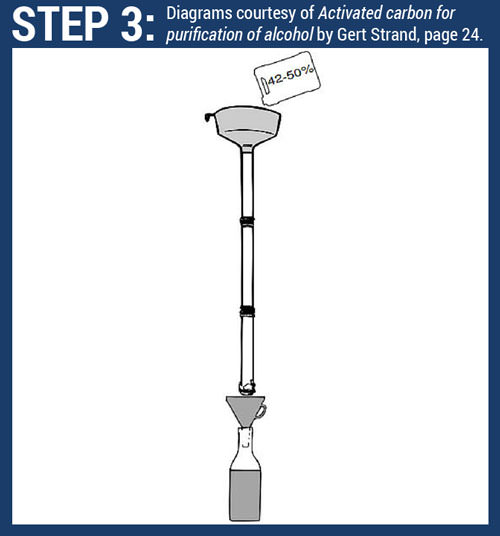 STEP 3:
Diagrams courtesy of Activated carbon for
purification of alcohol by Gert Strand, page 24.
42-50%